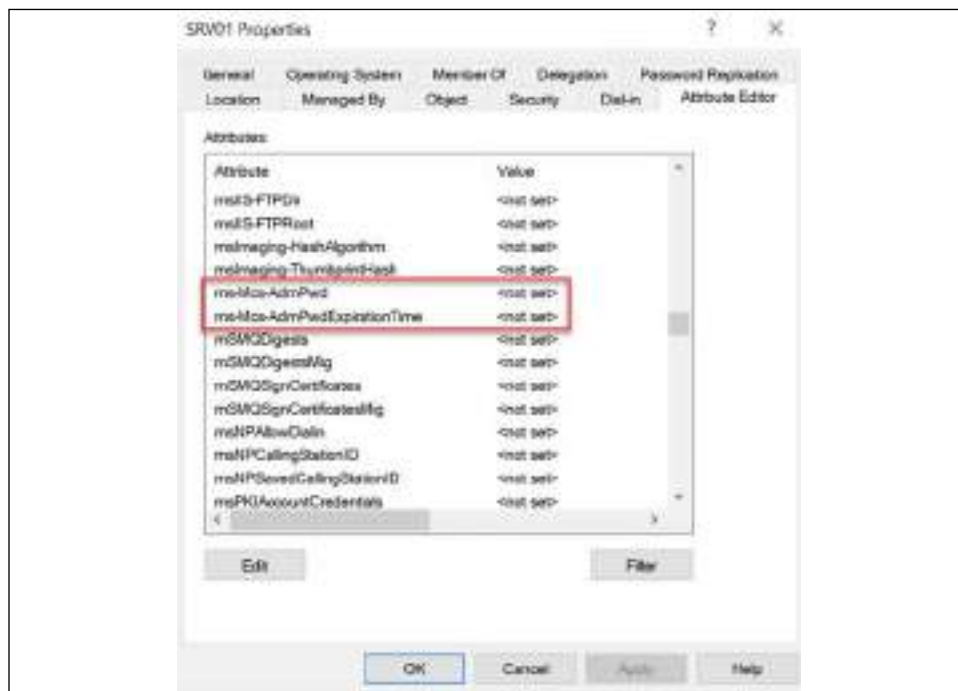 SRV01 Properties ? ×
General Operating System Member Of Delegation Password Replication
Location Managed By Object Security Dial-in Attribute Editor
Attributes:
Attribute Value
msIIS-FTPDir <not set>
msIIS-FTPRoot <not set>
msImaging-HashAlgorithm <not set>
msImaging-ThumbprintHash <not set>
ms-Mcs-AdmPwd <not set>
ms-Mcs-AdmPwdExpirationTime <not set>
mSMQDigests <not set>
mSMQDigestsMig <not set>
mSMQSignCertificates <not set>
mSMQSignCertificatesMig <not set>
msNPAllowDialin <not set>
msNPCallingStationID <not set>
msNPSavedCallingStationID <not set>
msPKIAccountCredentials <not set>
Edit Filter
OK Cancel Apply Help